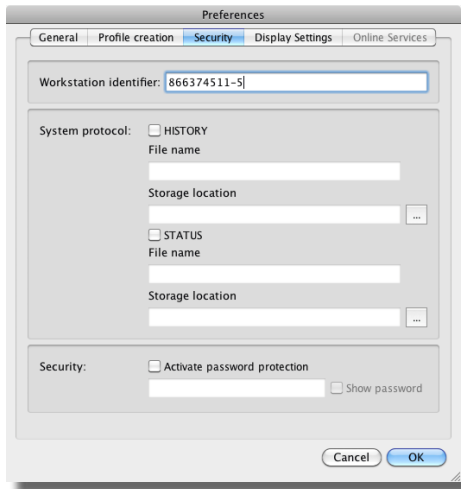 Preferences
General Profile creation Security Display Settings Online Services
Workstation identifier: 866374511-5
System protocol: HISTORY
File name
Storage location
...
STATUS
File name
Storage location
...
Security: Activate password protection
Show password
Cancel OK